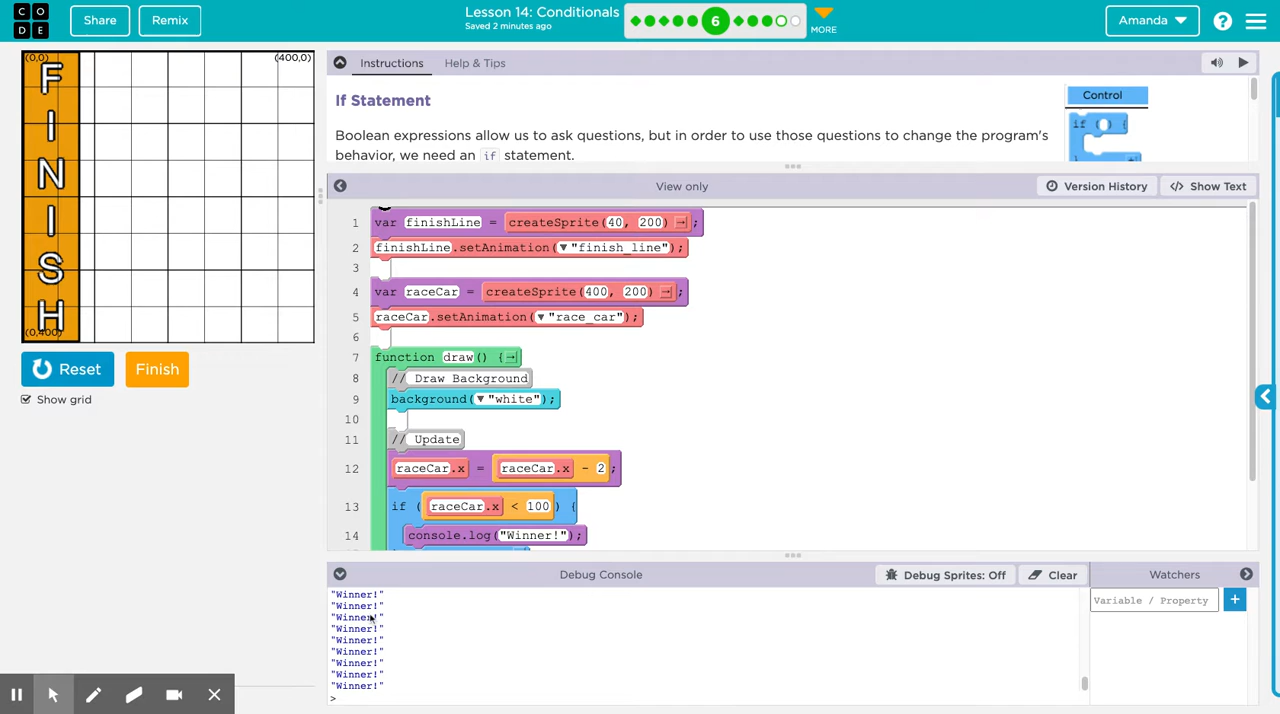 C O
D E
Share
Remix
Lesson 14: Conditionals
Saved 2 minutes ago
6
MORE
Amanda
?
(0,0)
(400,0)
F
I
N
I
S
H
(0,400)
Reset
Finish
Show grid
Instructions
Help & Tips
If Statement
Boolean expressions allow us to ask questions, but in order to use those questions to change the program's
behavior, we need an if statement.
Control
if ( ) {
View only
Version History
</> Show Text
1 var finishLine = createSprite(40, 200);
2 finishLine.setAnimation("finish_line");
3
4 var raceCar = createSprite(400, 200);
5 raceCar.setAnimation("race_car");
6
7 function draw() {
8 // Draw Background
9 background("white");
10
11 // Update
12 raceCar.x = raceCar.x - 2;
13 if (raceCar.x < 100) {
14 console.log("Winner!");
Debug Console
Debug Sprites: Off
Clear
Watchers
"Winner!"
"Winner!"
"Winner!"
"Winner!"
"Winner!"
"Winner!"
"Winner!"
"Winner!"
"Winner!"
>
Variable / Property
+